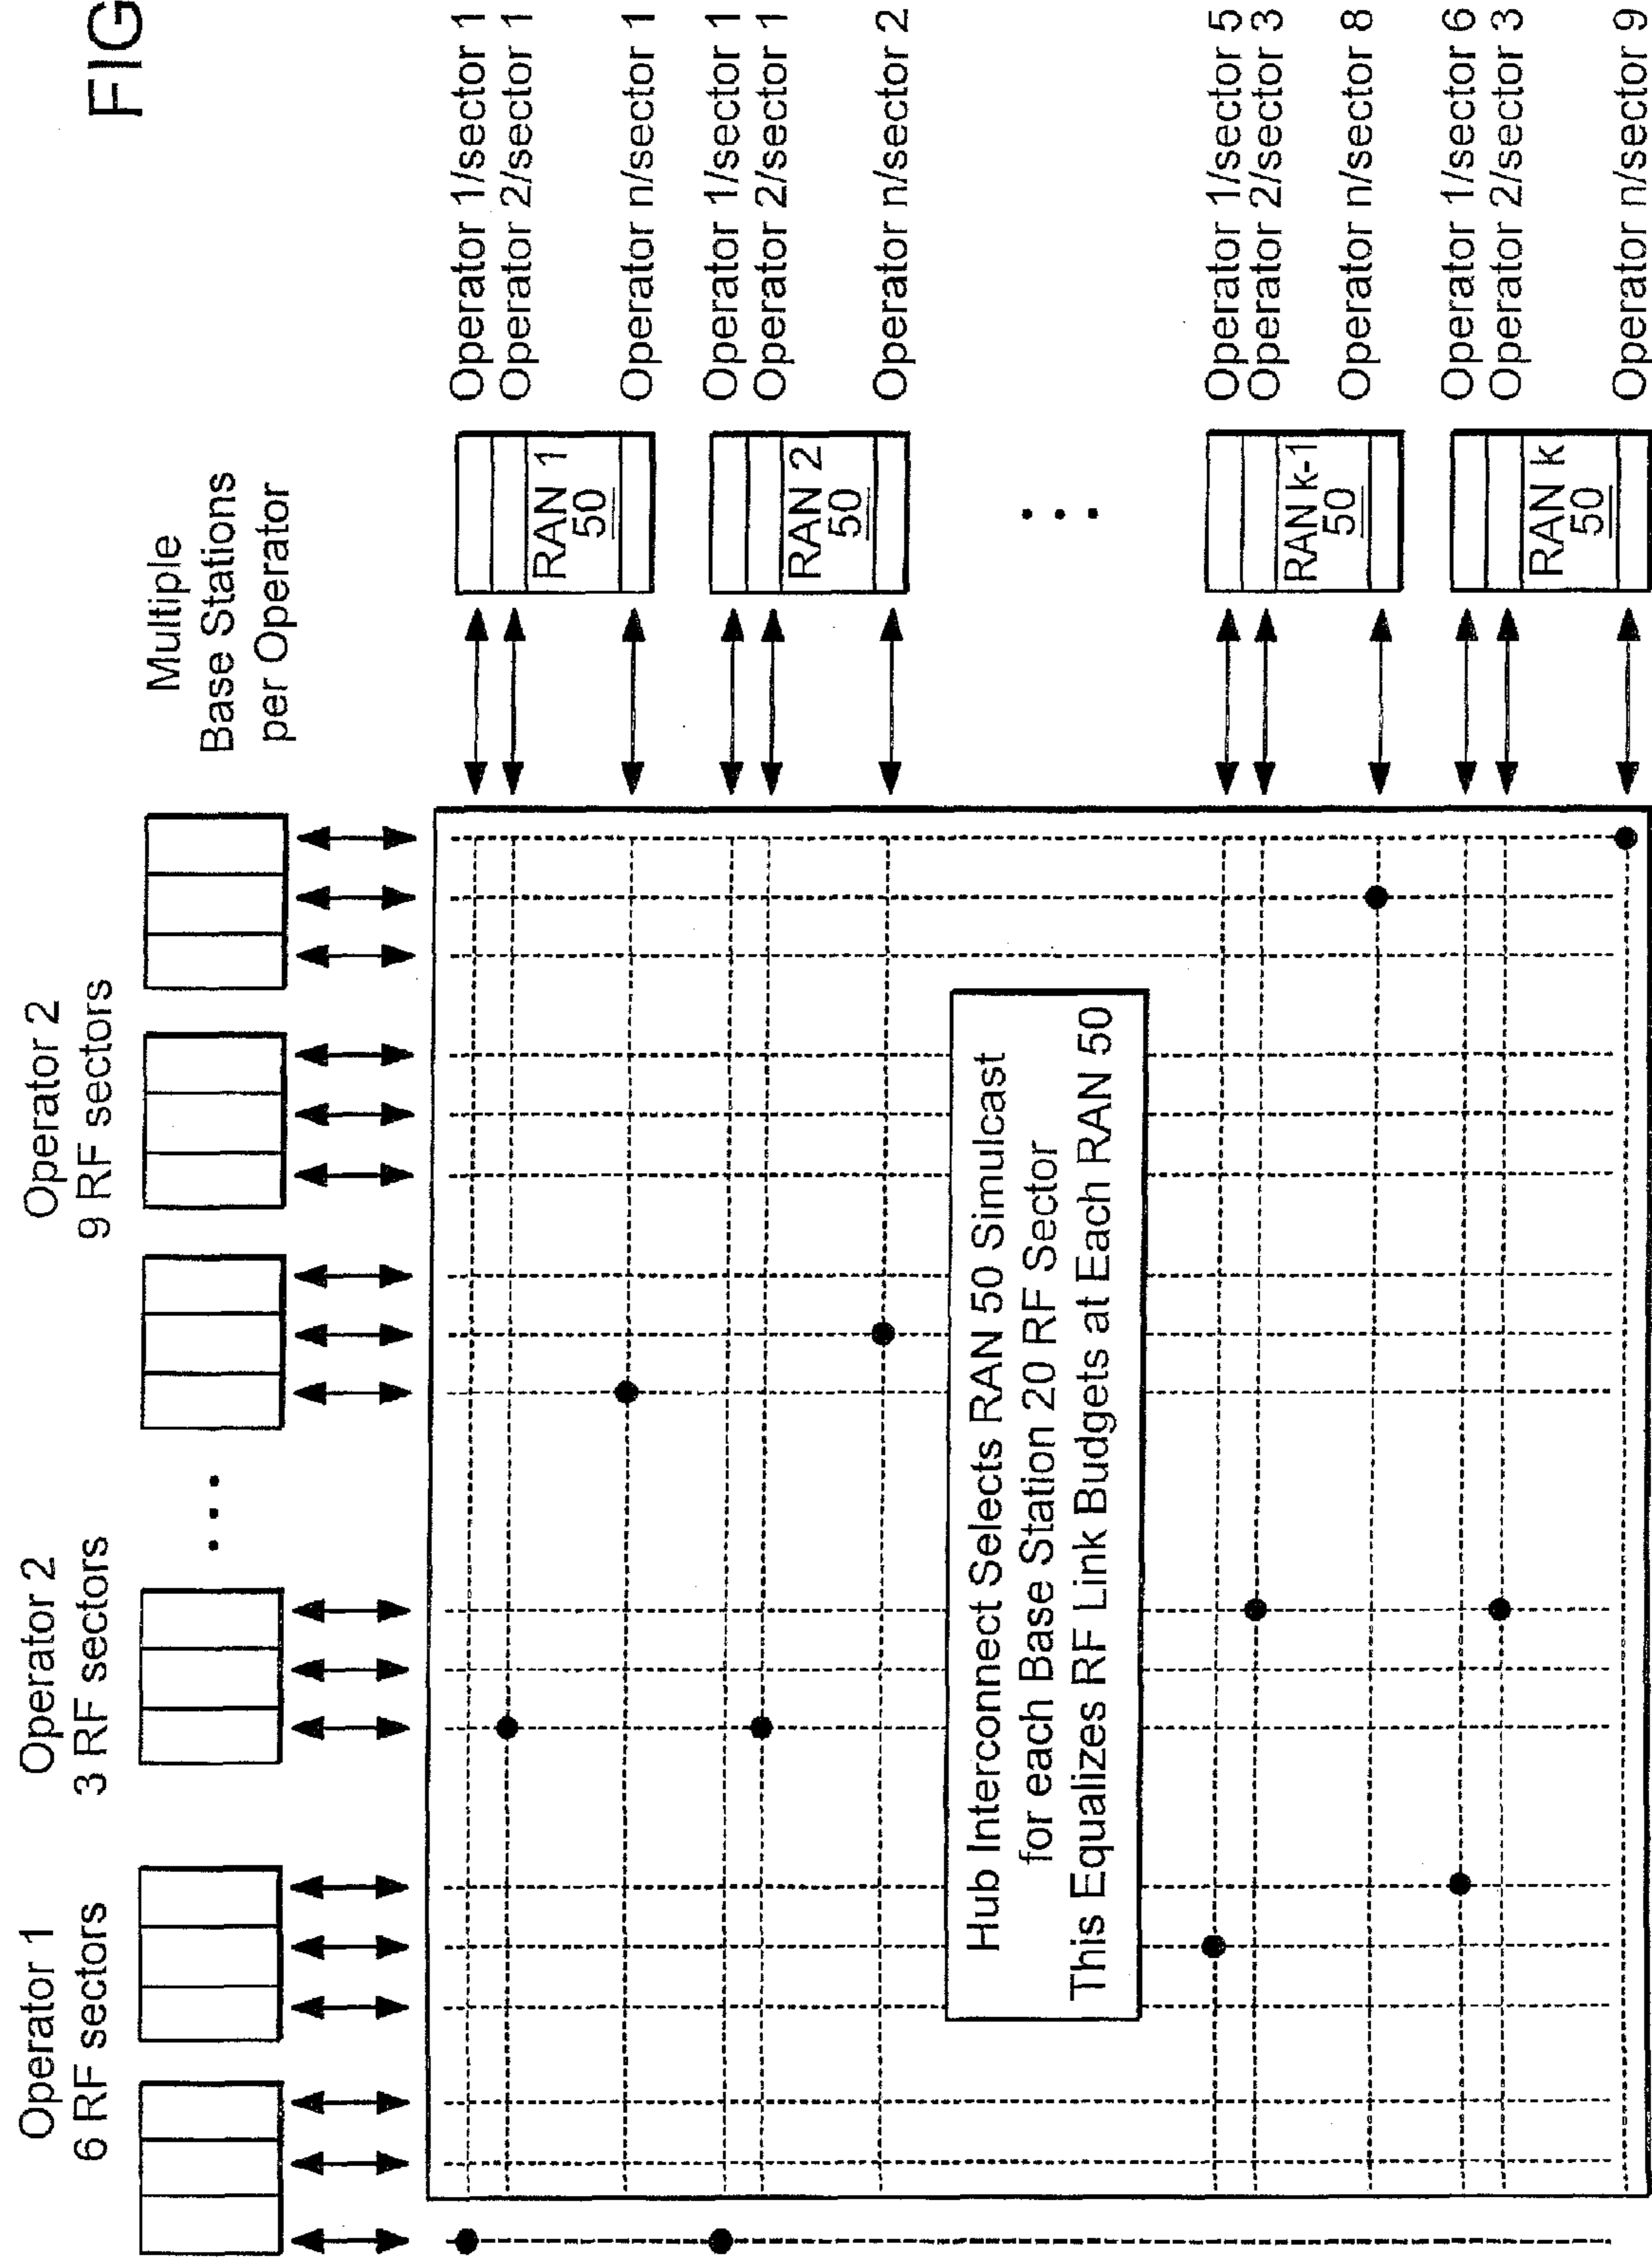 FIG
Operator 1
6 RF sectors
Operator 2
3 RF sectors
Operator 2
9 RF sectors
Multiple
Base Stations
per Operator
RAN 1
50
Operator 1/sector 1
Operator 2/sector 1
Operator n/sector 1
RAN 2
50
Operator 1/sector 1
Operator 2/sector 1
Operator n/sector 2
Hub Interconnect Selects RAN 50 Simulcast
for each Base Station 20 RF Sector
This Equalizes RF Link Budgets at Each RAN 50
RAN k-1
50
Operator 1/sector 5
Operator 2/sector 3
Operator n/sector 8
RAN k
50
Operator 1/sector 6
Operator 2/sector 3
Operator n/sector 9